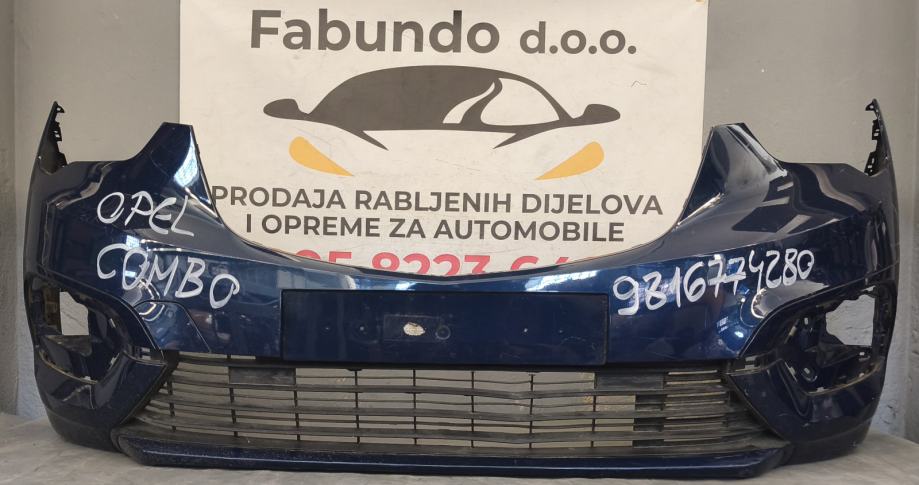 Fabundo d.o.o.
PRODAJA RABLJENIH DIJELOVA
I OPREME ZA AUTOMOBILE
OPEL
COMBO
9816774280